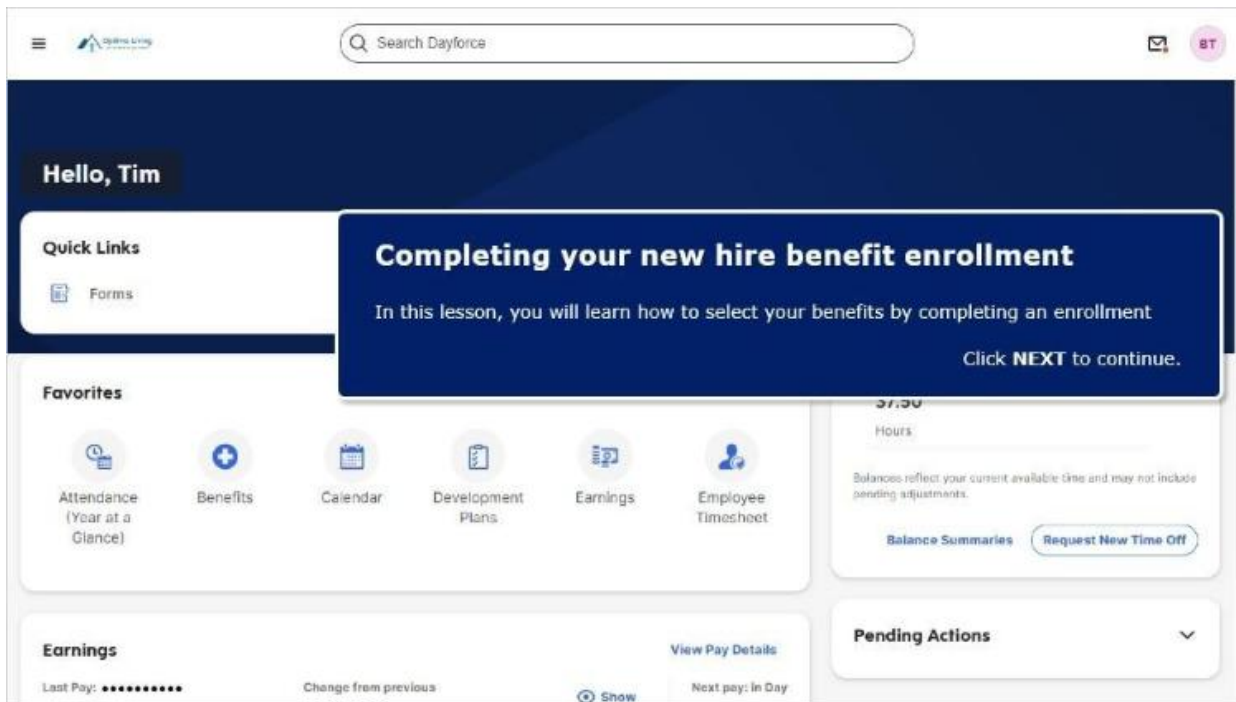 Search Dayforce
BT
Hello, Tim
Quick Links
Forms
Completing your new hire benefit enrollment
In this lesson, you will learn how to select your benefits by completing an enrollment
Click NEXT to continue.
Favorites
Attendance
(Year at a
Glance)
Benefits
Calendar
Development
Plans
Earnings
Employee
Timesheet
37.50
Hours
Balances reflect your current available time and may not include
pending adjustments.
Balance Summaries
Request New Time Off
Earnings
View Pay Details
Last Pay: ••••••••••
Change from previous
Show
Next pay: in Day
Pending Actions